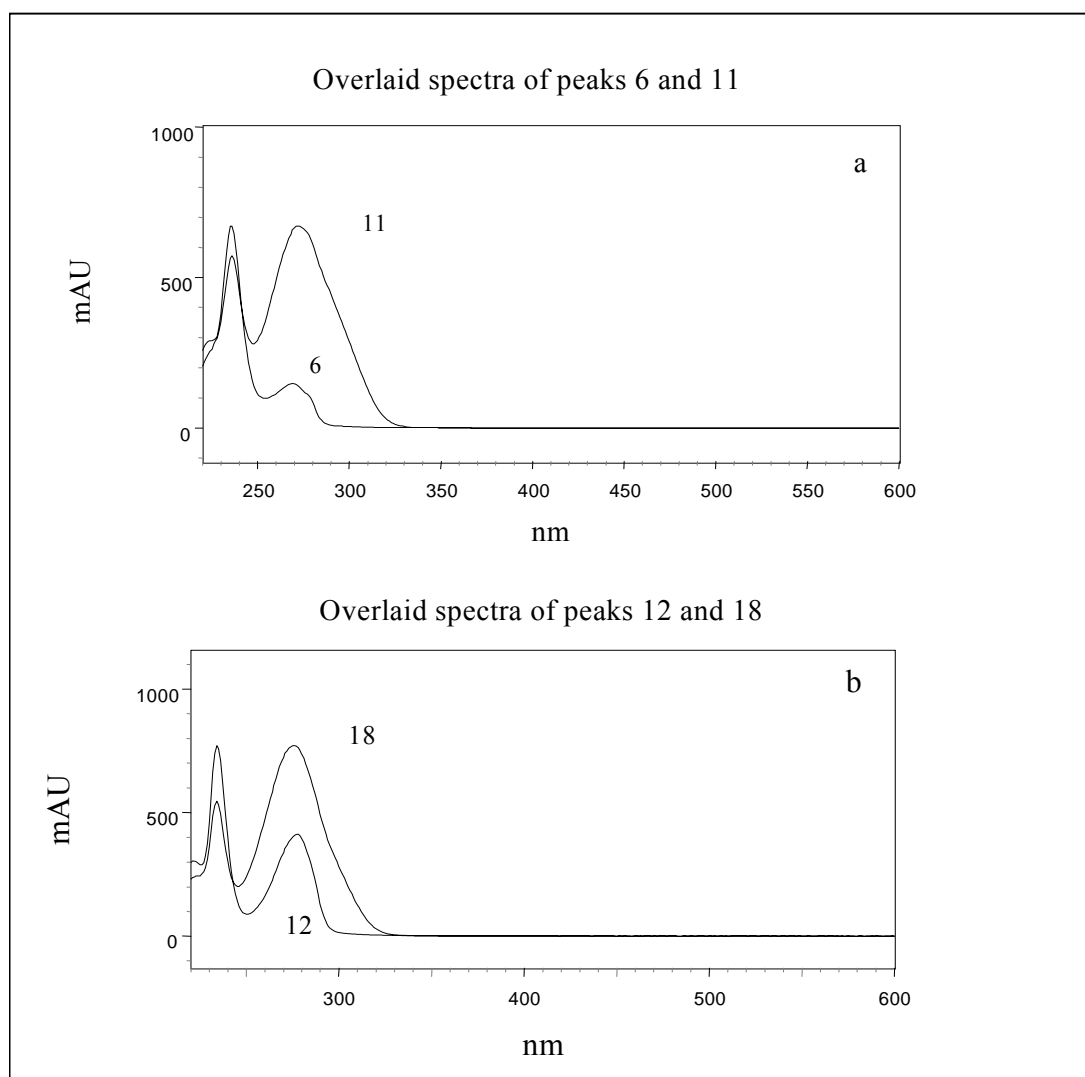 Overlaid spectra of peaks 6 and 11
1000
a
11
mAU
500
6
0
250 300 350 400 450 500 550 600
nm
Overlaid spectra of peaks 12 and 18
b
1000
18
mAU
500
12
0
300 400 500 600
nm